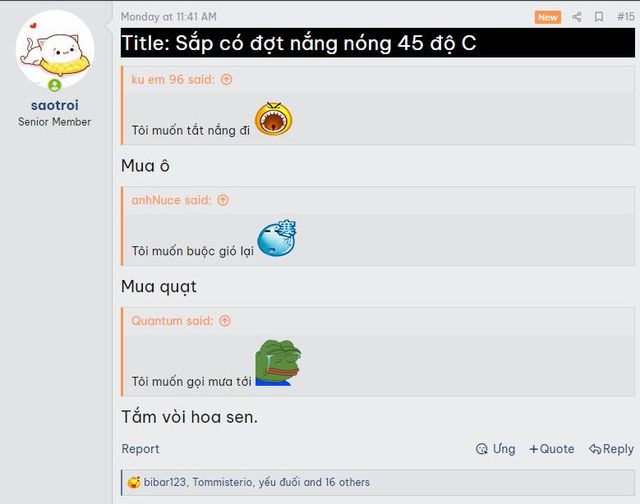 Monday at 11:41 AM
New
#15
Title: Sắp có đợt nắng nóng 45 độ C
saotroi
Senior Member
ku em 96 said:
Tôi muốn tắt nắng đi
Mua ô
anhNuce said:
Tôi muốn buộc gió lại
寒
Mua quạt
Quantum said:
Tôi muốn gọi mưa tới
Tắm vòi hoa sen.
Report
Ưng
+Quote
Reply
bibar123, Tommisterio, yếu đuối and 16 others